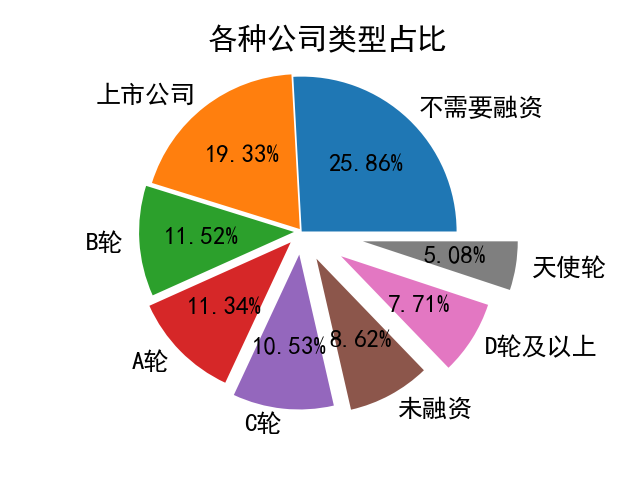 各种公司类型占比
不需要融资
25.86%
上市公司
19.33%
B轮
11.52%
A轮
11.34%
C轮
10.53%
未融资
8.62%
D轮及以上
7.71%
天使轮
5.08%